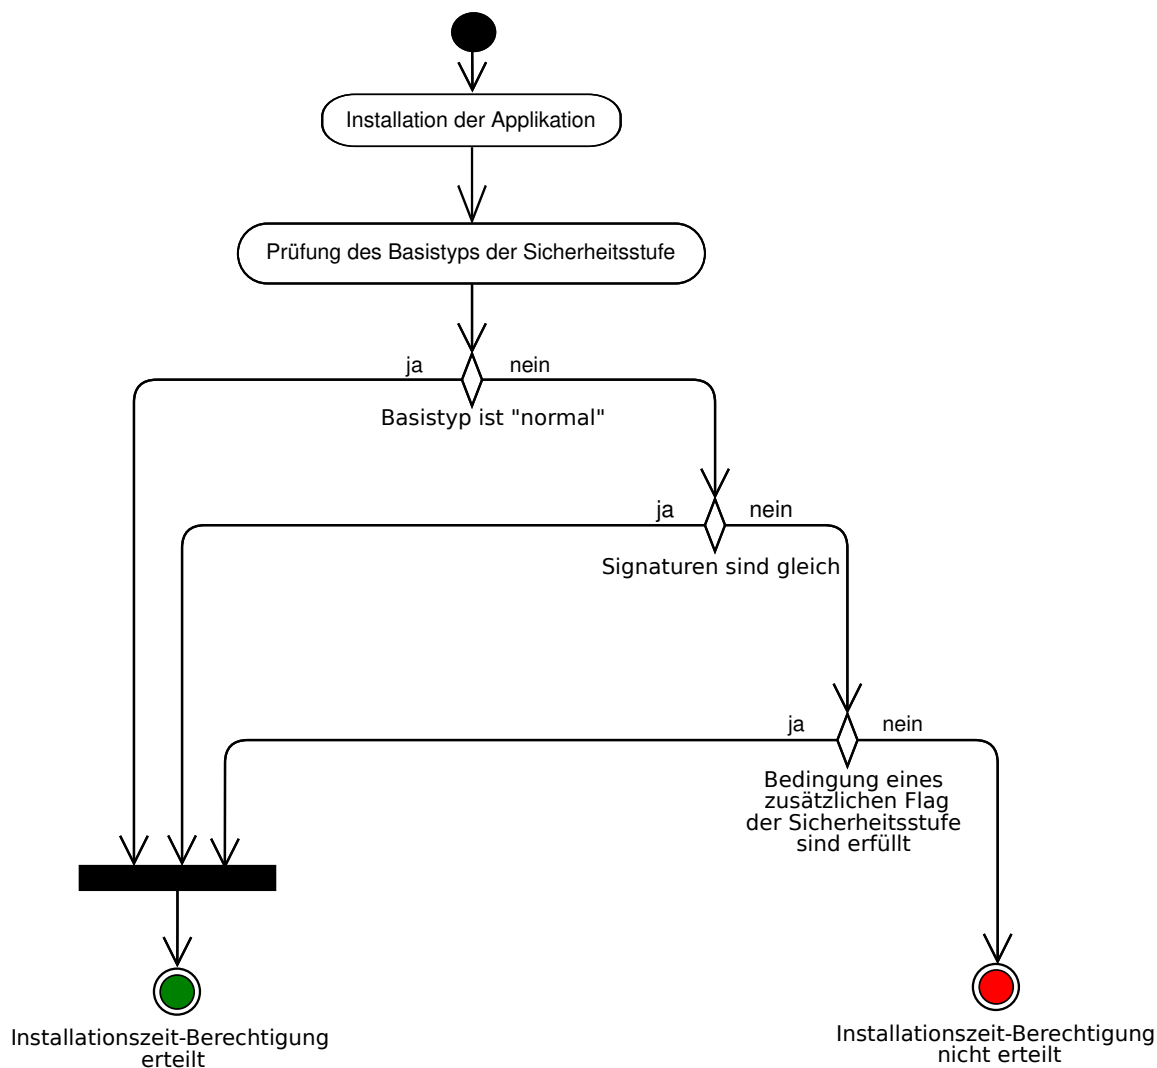 Installation der Applikation
Prüfung des Basistyps der Sicherheitsstufe
ja
nein
Basistyp ist "normal"
ja
nein
Signaturen sind gleich
ja
nein
Bedingung eines
zusätzlichen Flag
der Sicherheitsstufe
sind erfüllt
Installationszeit-Berechtigung
erteilt
Installationszeit-Berechtigung
nicht erteilt